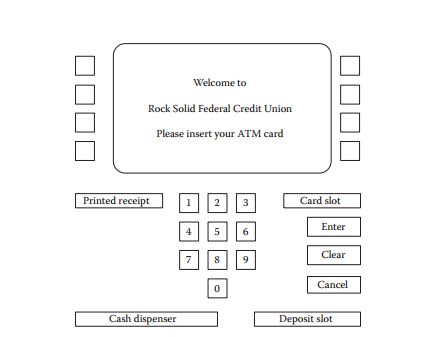 Welcome to
Rock Solid Federal Credit Union
Please insert your ATM card
Printed receipt
1 2 3
Card slot
4 5 6
Enter
7 8 9
Clear
0
Cancel
Cash dispenser
Deposit slot